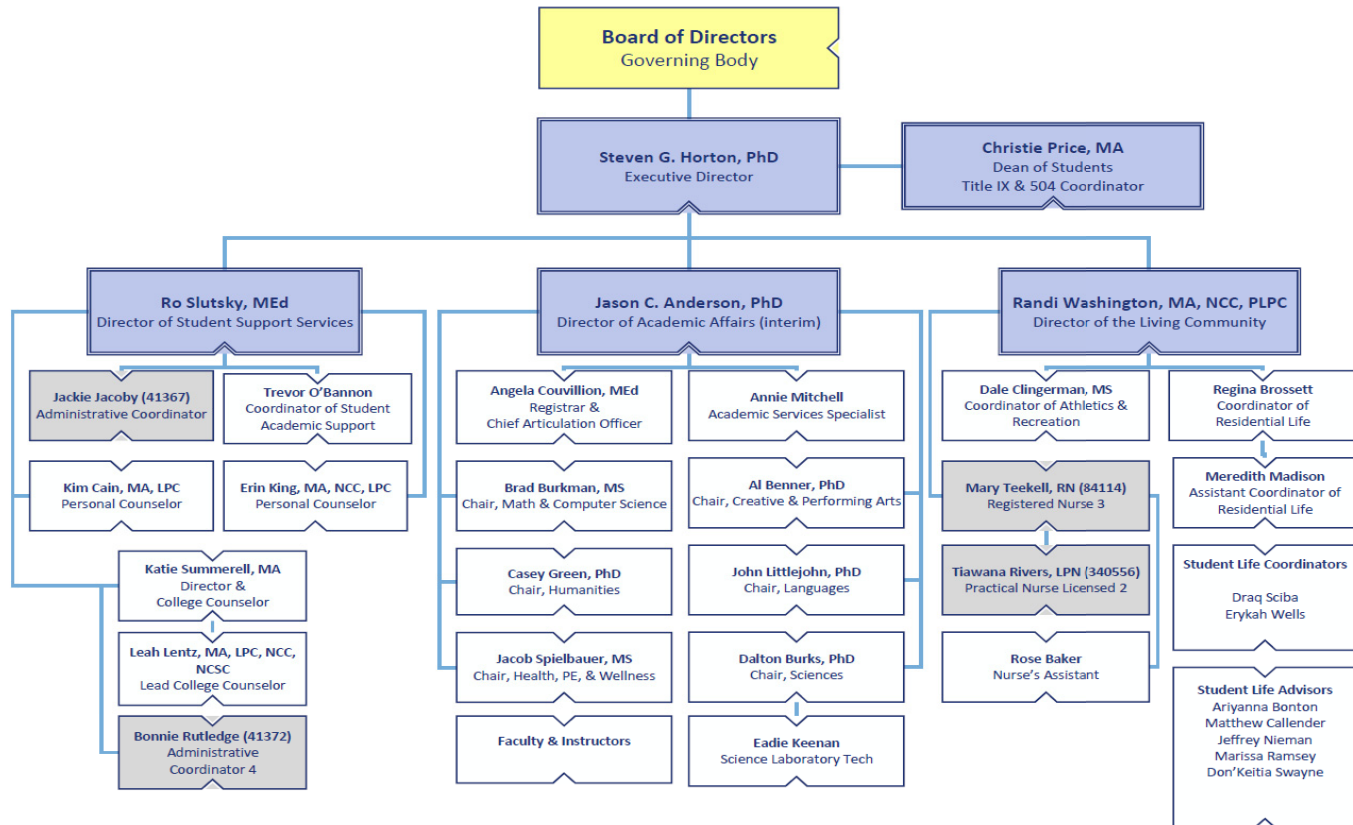 Board of Directors
Governing Body
Steven G. Horton, PhD
Executive Director
Christie Price, MA
Dean of Students
Title IX & 504 Coordinator
Ro Slutsky, MEd
Director of Student Support Services
Jason C. Anderson, PhD
Director of Academic Affairs (interim)
Randi Washington, MA, NCC, PLPC
Director of the Living Community
Jackie Jacoby (41367)
Administrative Coordinator
Trevor O’Bannon
Coordinator of Student
Academic Support
Kim Cain, MA, LPC
Personal Counselor
Erin King, MA, NCC, LPC
Personal Counselor
Katie Summerell, MA
Director &
College Counselor
Leah Lentz, MA, LPC, NCC,
NCSC
Lead College Counselor
Bonnie Rutledge (41372)
Administrative
Coordinator 4
Angela Couvillion, MEd
Registrar &
Chief Articulation Officer
Annie Mitchell
Academic Services Specialist
Brad Burkman, MS
Chair, Math & Computer Science
Al Benner, PhD
Chair, Creative & Performing Arts
Casey Green, PhD
Chair, Humanities
John Littlejohn, PhD
Chair, Languages
Jacob Spielbauer, MS
Chair, Health, PE, & Wellness
Dalton Burks, PhD
Chair, Sciences
Faculty & Instructors
Eadie Keenan
Science Laboratory Tech
Dale Clingerman, MS
Coordinator of Athletics &
Recreation
Regina Brossett
Coordinator of
Residential Life
Mary Teekell, RN (84114)
Registered Nurse 3
Meredith Madison
Assistant Coordinator of
Residential Life
Tiawana Rivers, LPN (340556)
Practical Nurse Licensed 2
Student Life Coordinators
Draq Sciba
Erykah Wells
Rose Baker
Nurse’s Assistant
Student Life Advisors
Ariyanna Bonton
Matthew Callender
Jeffrey Nieman
Marissa Ramsey
Don’Keitia Swayne